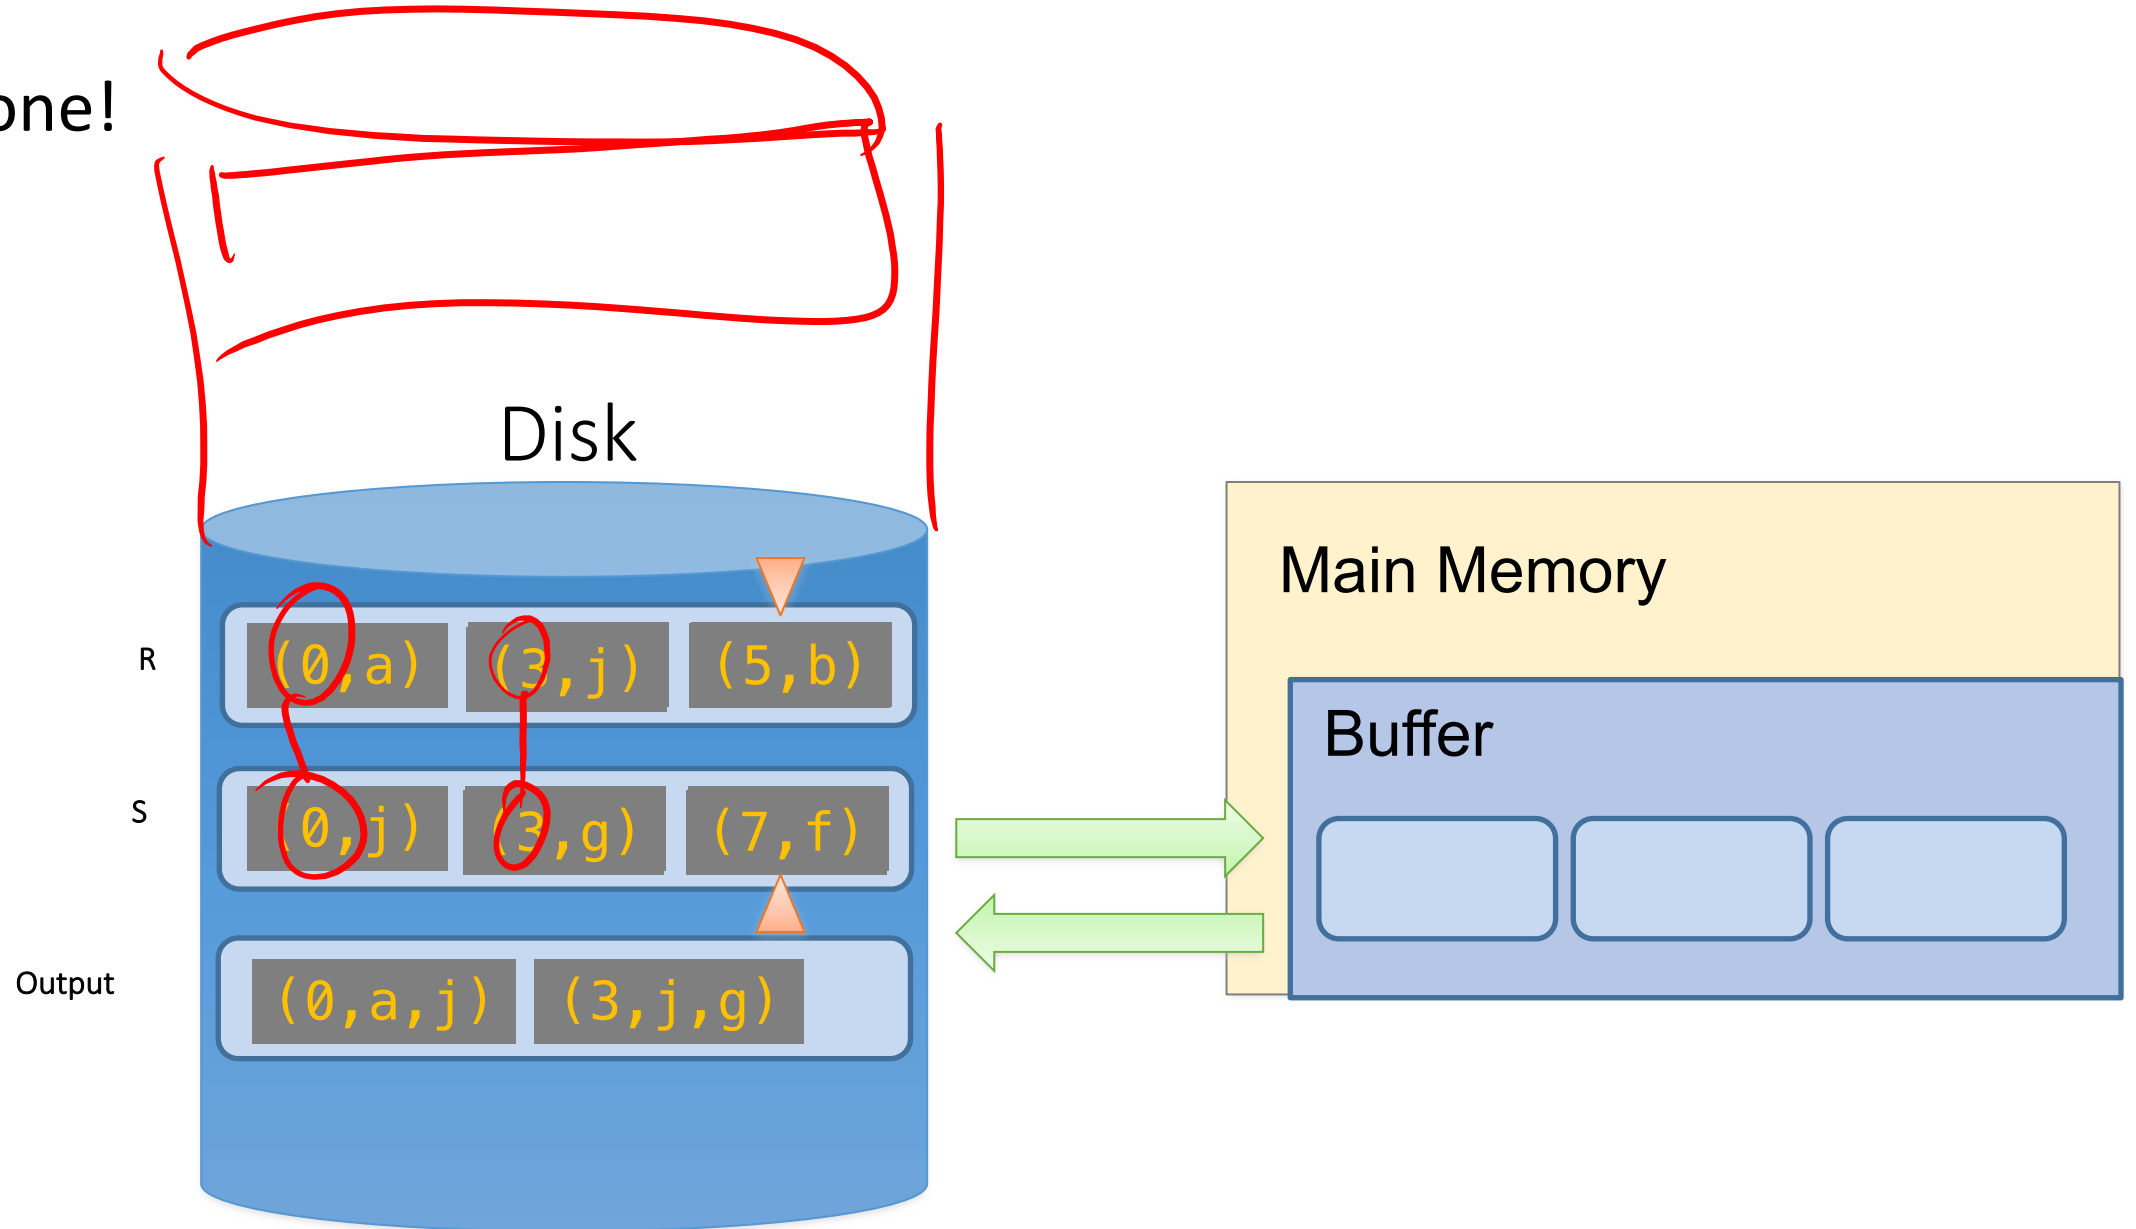 one!
Disk
Main Memory
R (0,a) (3,j) (5,b)
Buffer
S (0,j) (3,g) (7,f)
Output (0,a,j) (3,j,g)